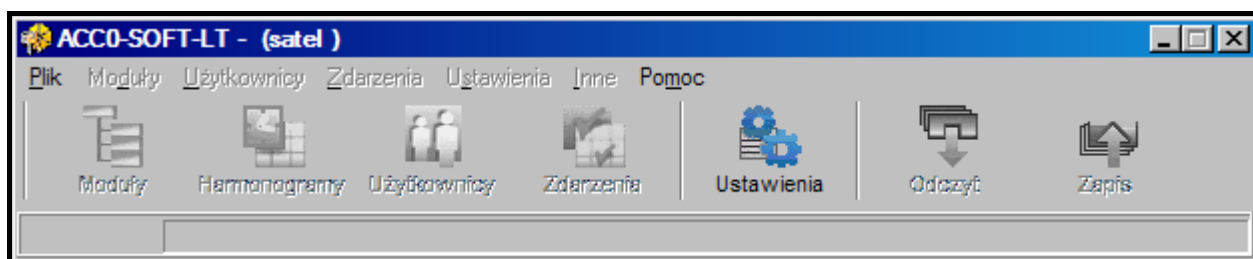 ACCO-SOFT-LT - (satel )
Plik Moduły Użytkownicy Zdarzenia Ustawienia Inne Pomoc
Moduły Harmonogramy Użytkownicy Zdarzenia Ustawienia Odczyt Zapis